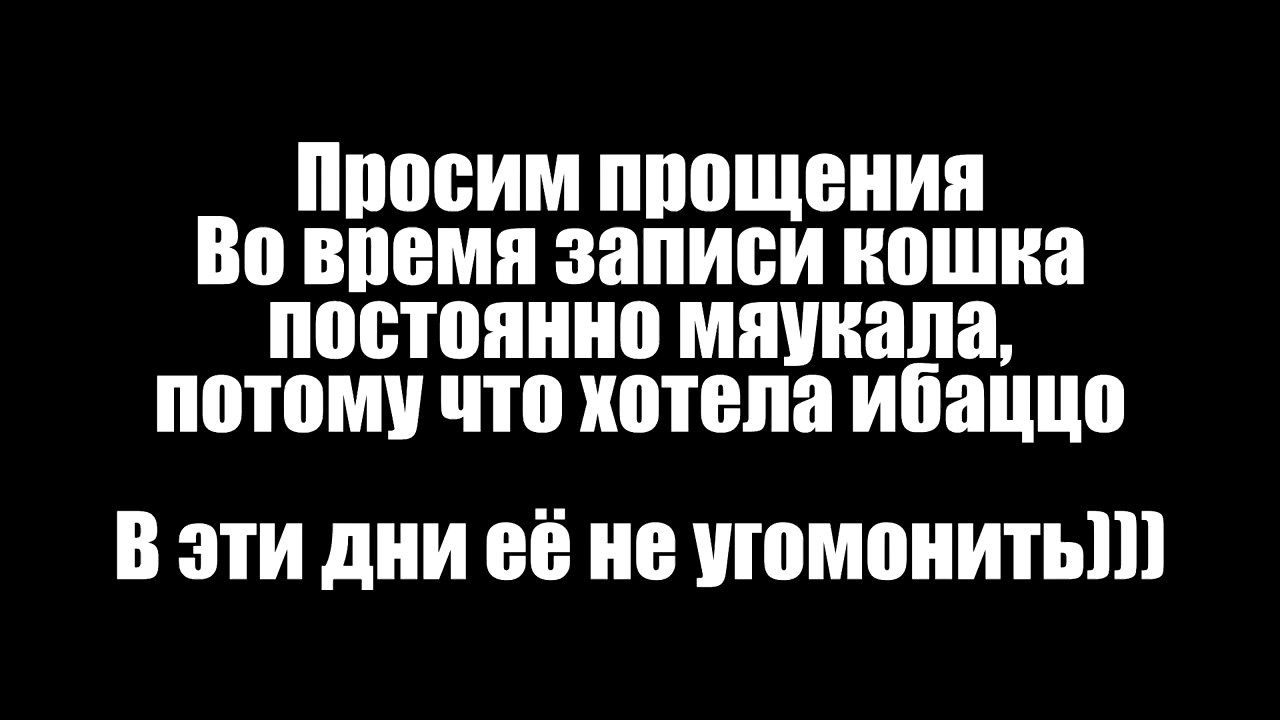 Просим прощения
Во время записи кошка
постоянно мяукала,
потому что хотела ибаццо
В эти дни её не угомонить)))